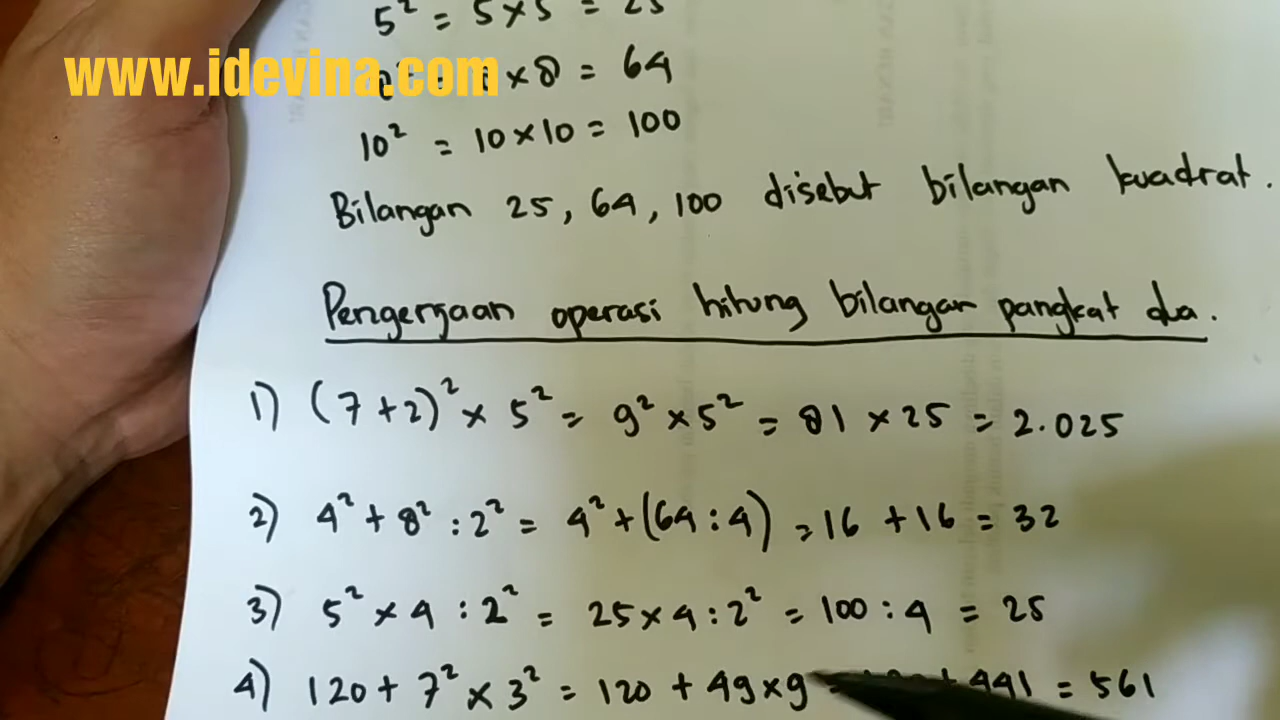 5² = 5 × 5 = 25
www.idevina.com
× 8 = 64
10² = 10 × 10 = 100
Bilangan 25, 64, 100 disebut bilangan kuadrat.
Pengerjaan operasi hitung bilangan pangkat dua.
1) (7 + 2)² × 5² = 9² × 5² = 81 × 25 = 2.025
2) 4² + 8² : 2² = 4² + (64 : 4) = 16 + 16 = 32
3) 5² × 4 : 2² = 25 × 4 : 2² = 100 : 4 = 25
4) 120 + 7² × 3² = 120 + 49 × 9 = + 441 = 561